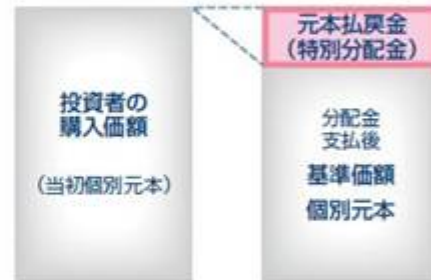 投資者の
購入価額
（当初個別元本）
元本払戻金
（特別分配金）
分配金
支払後
基準価額
個別元本